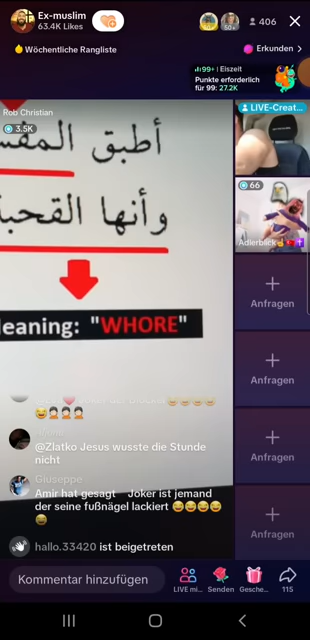 Ex-muslim
63.4K Likes
50+
406
Wöchentliche Rangliste
Erkunden >
99+ | Eiszeit
Punkte erforderlich
für 99: 27.2K
Rob Christian
3.5K
LIVE-Creat...
أطبق
وأنها القحبة
leaning: "WHORE"
66
Adlerblick
+
Anfragen
+
Anfragen
+
Anfragen
+
Anfragen
@Zlatko Jesus wusste die Stunde
nicht
Giuseppe
Amir hat gesagt Joker ist jemand
der seine fußnägel lackiert 😂😂😂😂
😂
hallo.33420 ist beigetreten
Kommentar hinzufügen
LIVE mi...
Senden
Gesche...
115